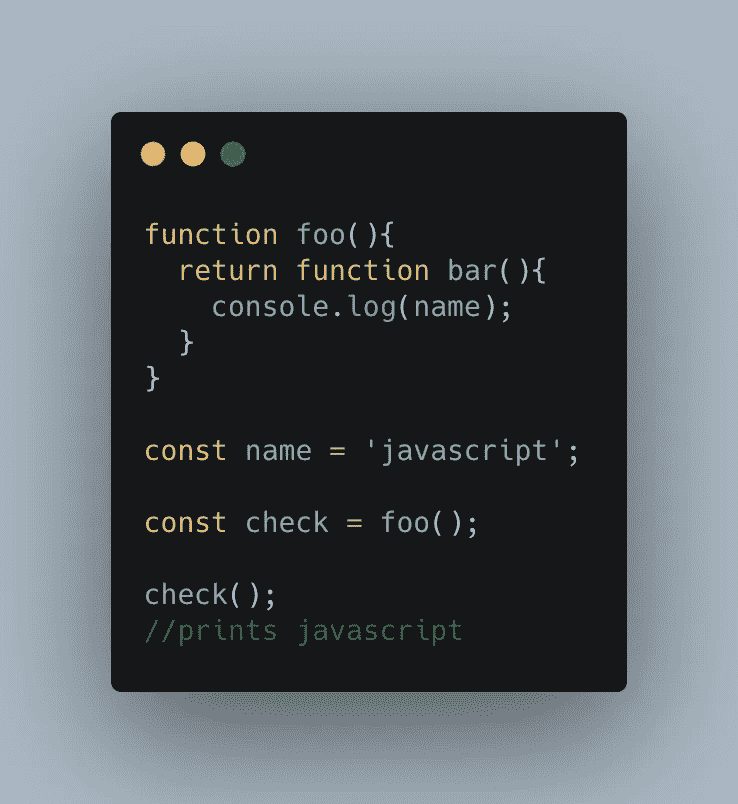 function foo(){
  return function bar(){
    console.log(name);
  }
}

const name = 'javascript';

const check = foo();

check();
//prints javascript